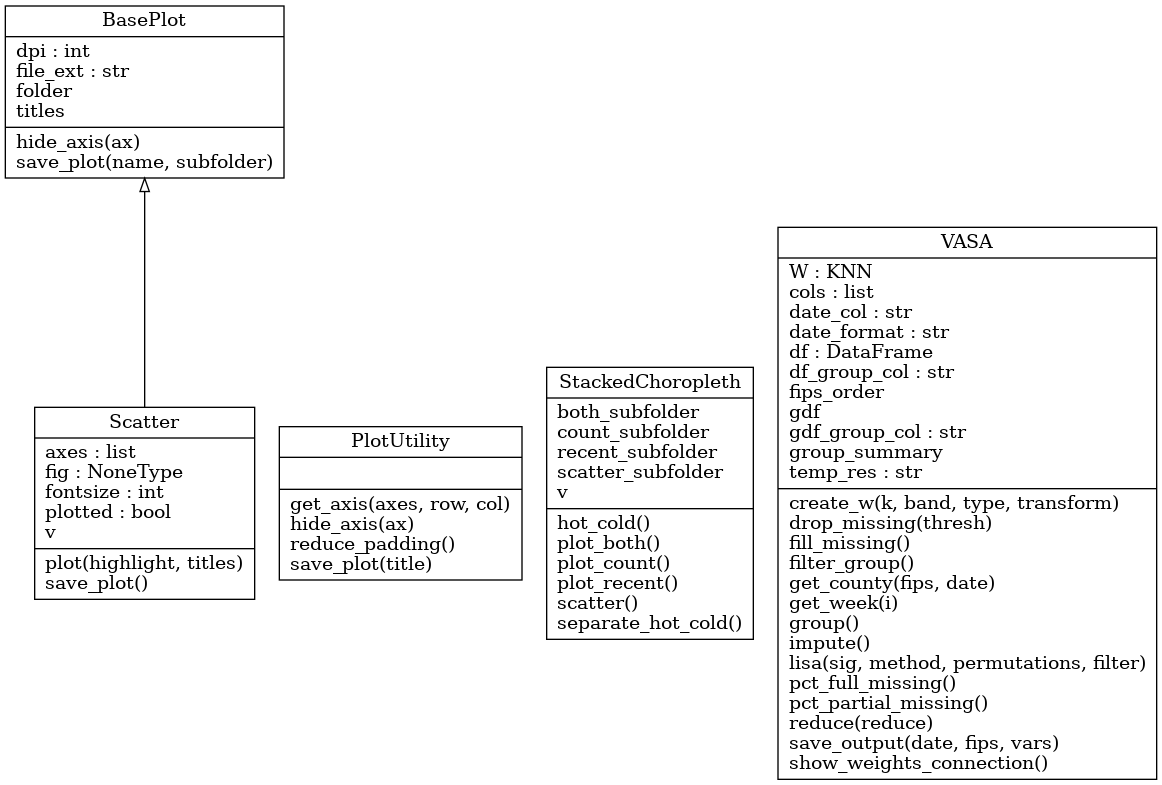 BasePlot
dpi : int
file_ext : str
folder
titles
hide_axis(ax)
save_plot(name, subfolder)
Scatter
axes : list
fig : NoneType
fontsize : int
plotted : bool
v
plot(highlight, titles)
save_plot()
PlotUtility
get_axis(axes, row, col)
hide_axis(ax)
reduce_padding()
save_plot(title)
StackedChoropleth
both_subfolder
count_subfolder
recent_subfolder
scatter_subfolder
v
hot_cold()
plot_both()
plot_count()
plot_recent()
scatter()
separate_hot_cold()
VASA
W : KNN
cols : list
date_col : str
date_format : str
df : DataFrame
df_group_col : str
fips_order
gdf
gdf_group_col : str
group_summary
temp_res : str
create_w(k, band, type, transform)
drop_missing(thresh)
fill_missing()
filter_group()
get_county(fips, date)
get_week(i)
group()
impute()
lisa(sig, method, permutations, filter)
pct_full_missing()
pct_partial_missing()
reduce(reduce)
save_output(date, fips, vars)
show_weights_connection()